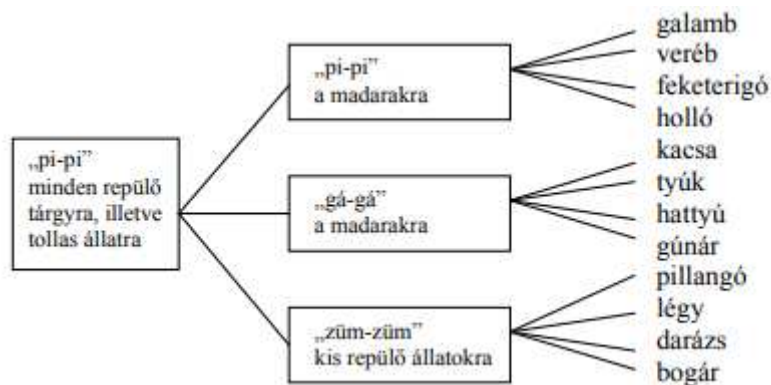 „pi-pi”
minden repülő
tárgyra, illetve
tollas állatra
„pi-pi”
a madarakra
„gá-gá”
a madarakra
„züm-züm”
kis repülő állatokra
galamb
veréb
feketerigó
holló
kacsa
tyúk
hattyú
gúnár
pillangó
légy
darázs
bogár